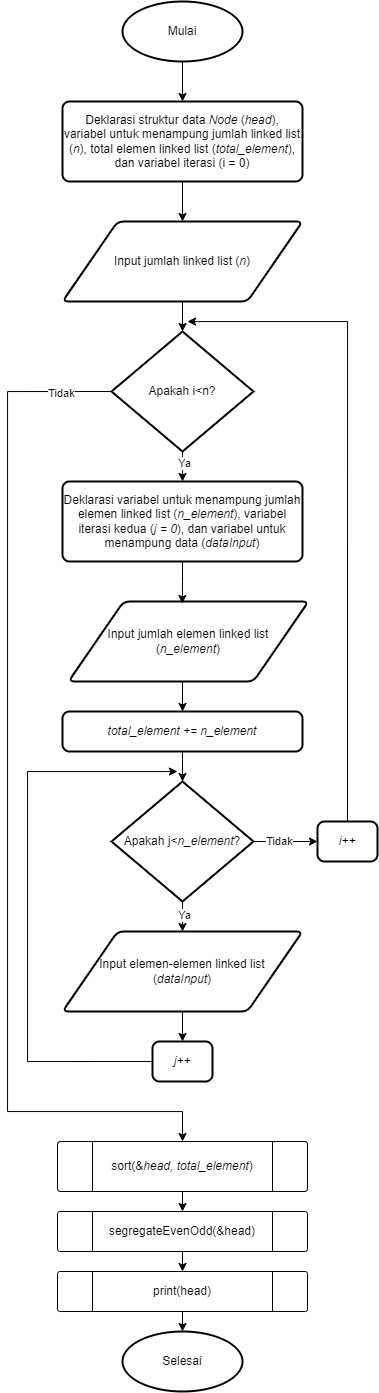 Mulai
Deklarasi struktur data Node (head),
variabel untuk menampung jumlah linked list
(n), total elemen linked list (total_element),
dan variabel iterasi (i = 0)
Input jumlah linked list (n)
Apakah i<n?
Tidak
Ya
Deklarasi variabel untuk menampung jumlah
elemen linked list (n_element), variabel
iterasi kedua (j = 0), dan variabel untuk
menampung data (dataInput)
Input jumlah elemen linked list
(n_element)
total_element += n_element
Apakah j<n_element?
Tidak
i++
Ya
Input elemen-elemen linked list
(dataInput)
j++
sort(&head, total_element)
segregateEvenOdd(&head)
print(head)
Selesai